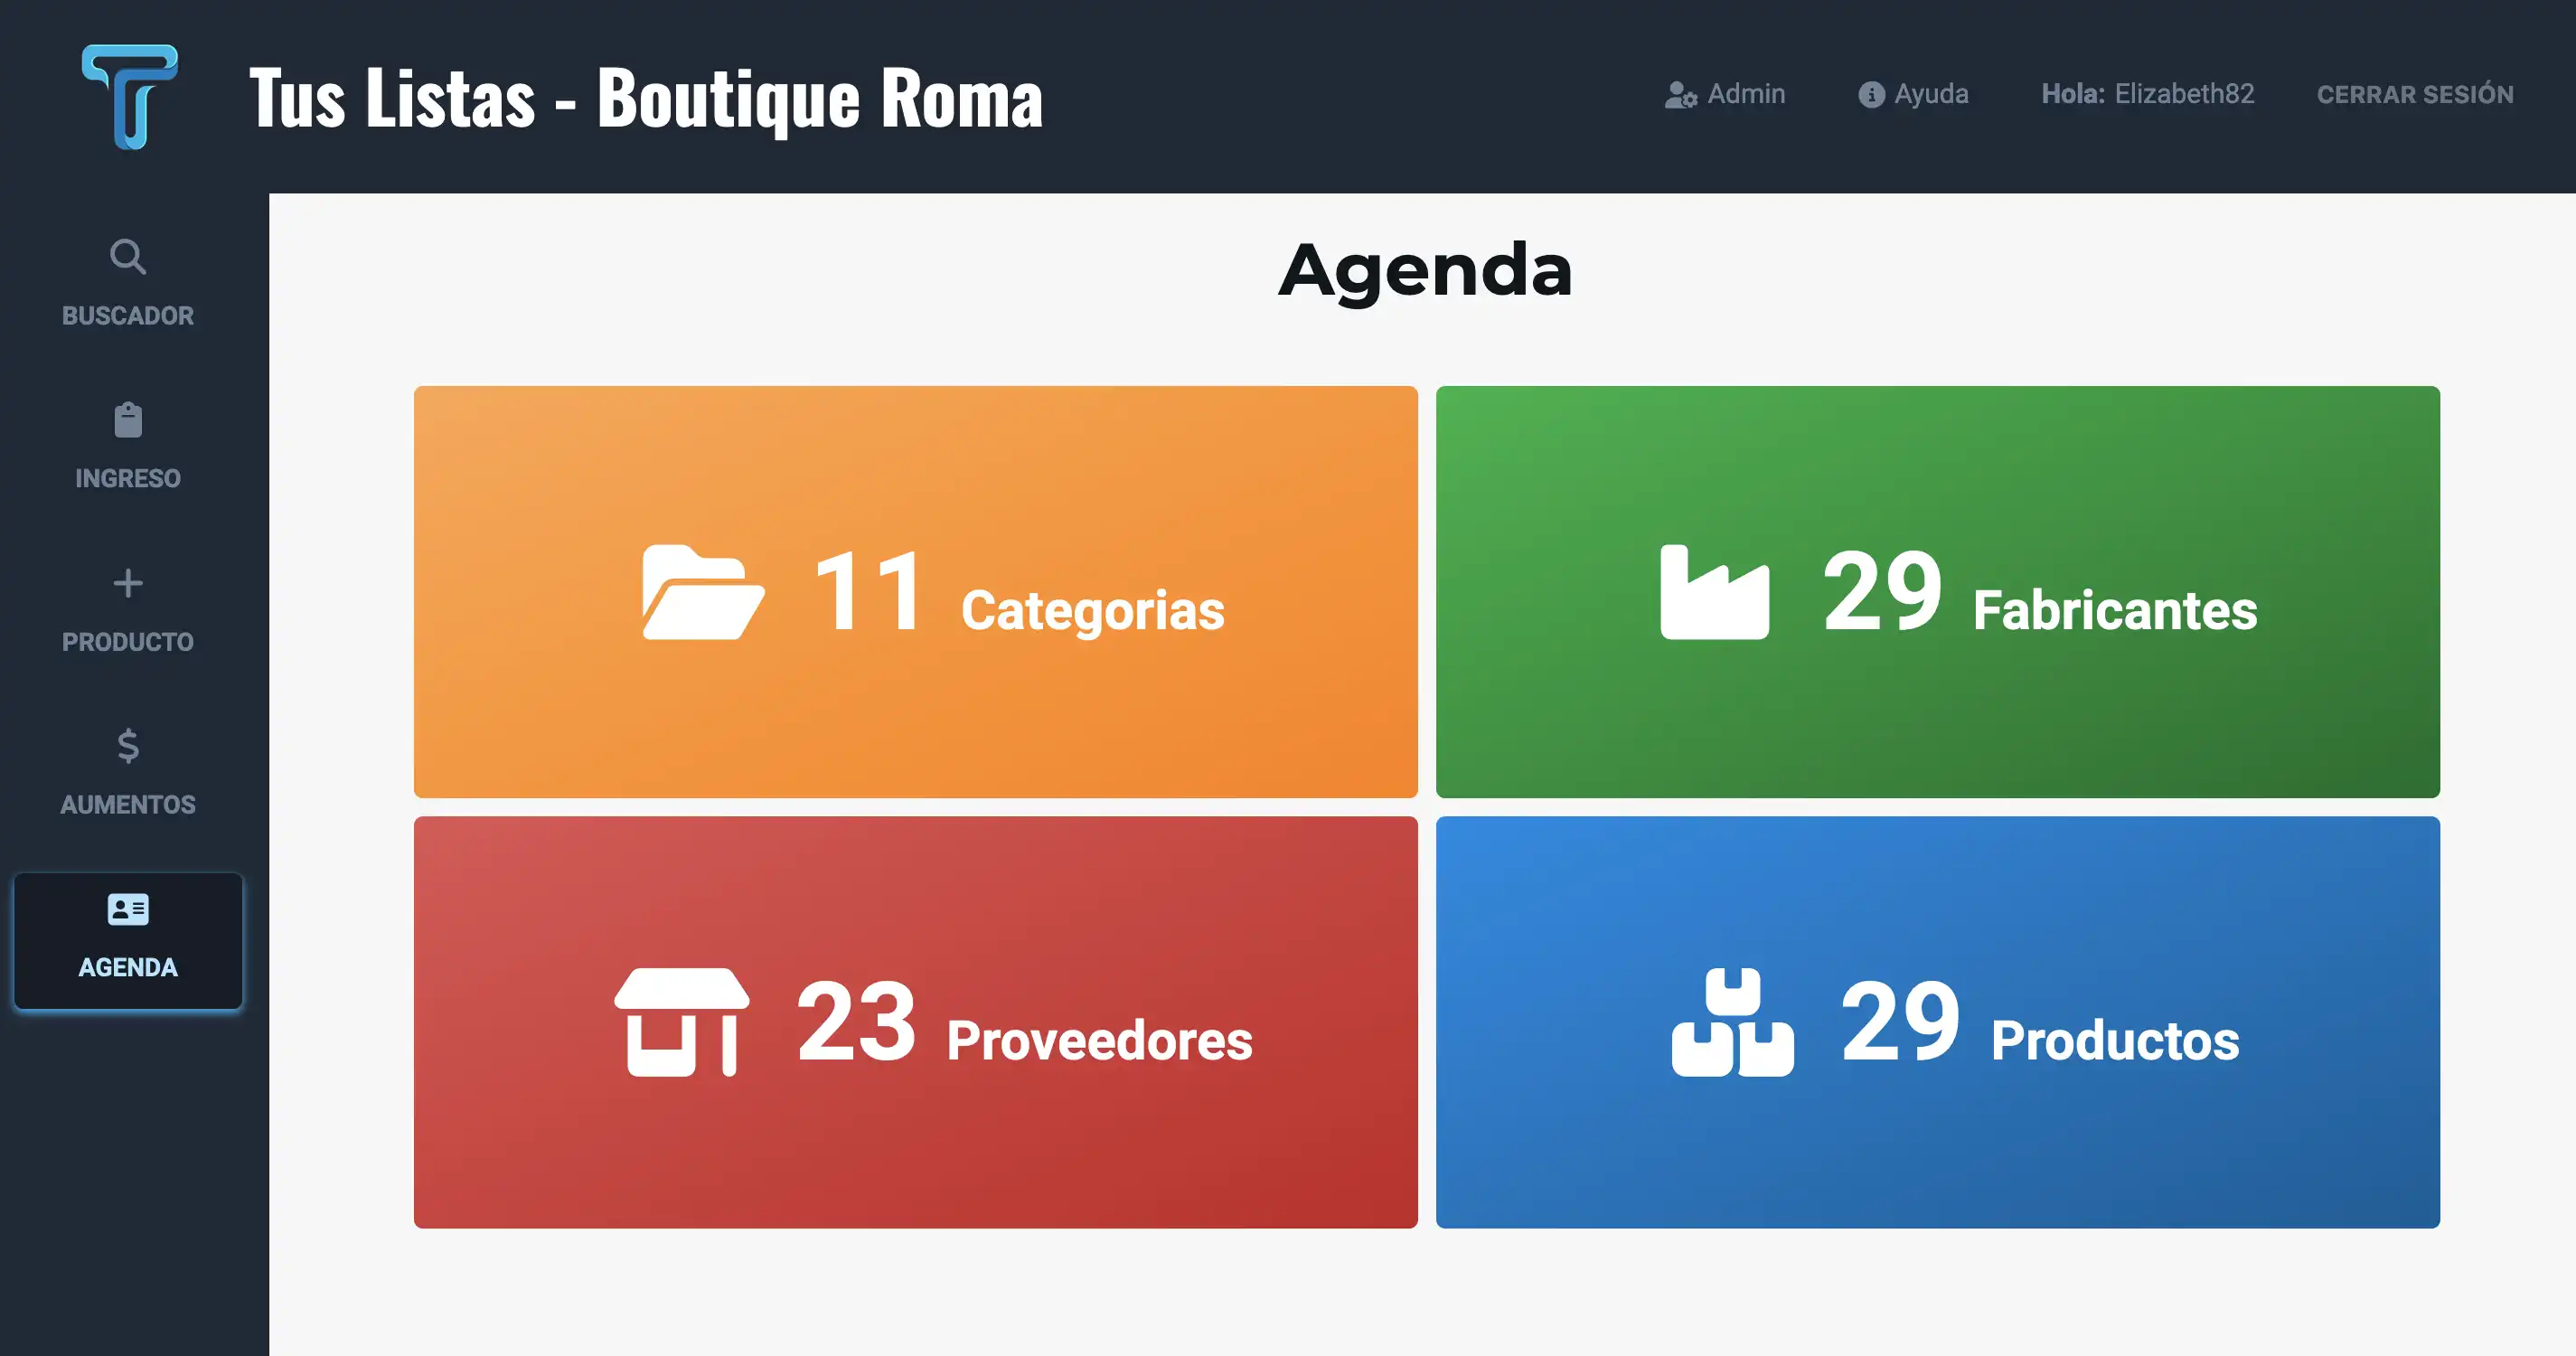 Tus Listas - Boutique Roma
Admin
Ayuda
Hola: Elizabeth82
CERRAR SESIÓN
BUSCADOR
INGRESO
PRODUCTO
AUMENTOS
AGENDA
Agenda
11 Categorias
29 Fabricantes
23 Proveedores
29 Productos